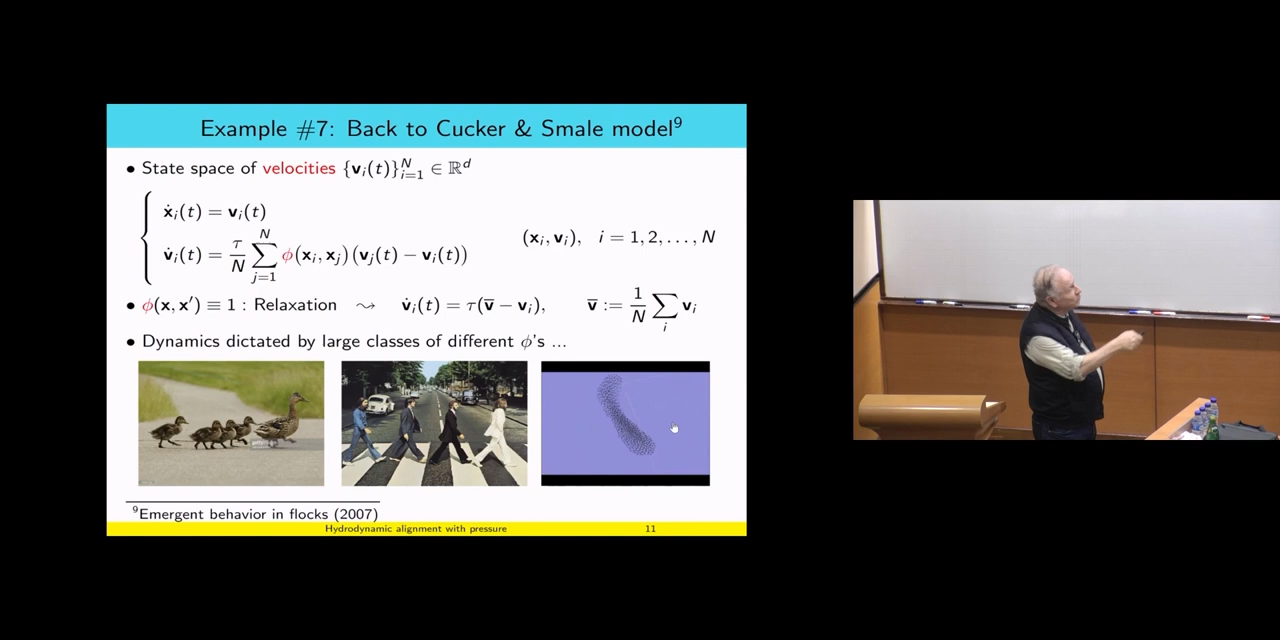 Example #7: Back to Cucker & Smale model⁹
• State space of velocities {𝐯ᵢ(t)}ᵢ₌₁ᴺ ∈ ℝᵈ
ẋᵢ(t) = 𝐯ᵢ(t)
v̇ᵢ(t) = τ/N ∑ⱼ₌₁ᴺ ϕ(𝐱ᵢ, 𝐱ⱼ)(𝐯ⱼ(t) − 𝐯ᵢ(t))
(𝐱ᵢ, 𝐯ᵢ), i = 1, 2, . . . , N
• ϕ(𝐱, 𝐱′) ≡ 1 : Relaxation ⇝ v̇ᵢ(t) = τ(v̅ − 𝐯ᵢ), v̅ := 1/N ∑ᵢ 𝐯ᵢ
• Dynamics dictated by large classes of different ϕ's ...
⁹Emergent behavior in flocks (2007)
Hydrodynamic alignment with pressure 11